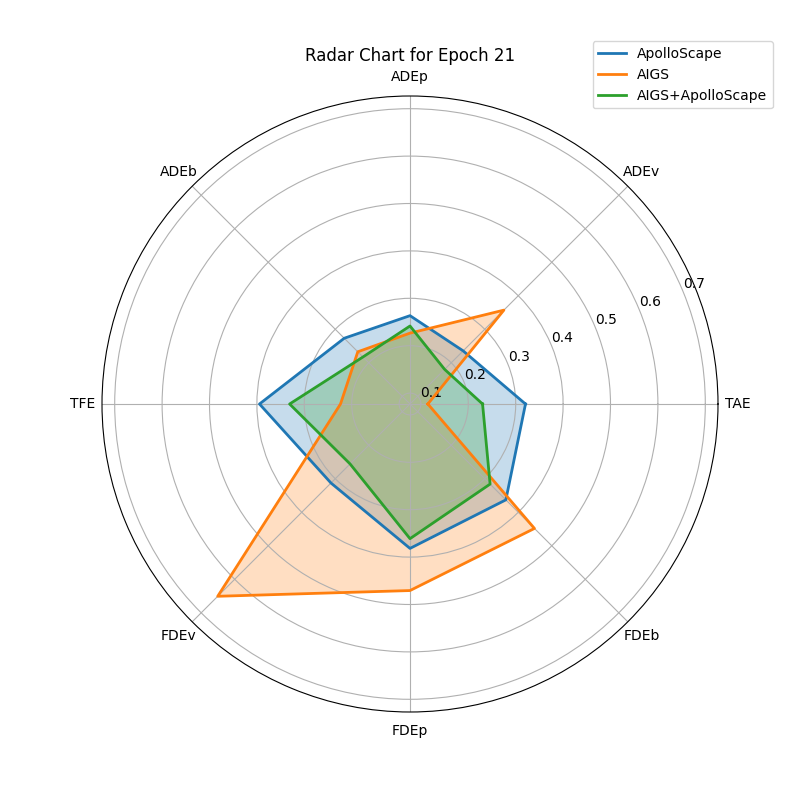 Radar Chart for Epoch 21
ApolloScape
AIGS
AIGS+ApolloScape
ADEp
ADEb
ADEv
0.7
0.6
0.5
0.4
0.3
0.2
0.1
TFE
TAE
FDEv
FDEb
FDEp